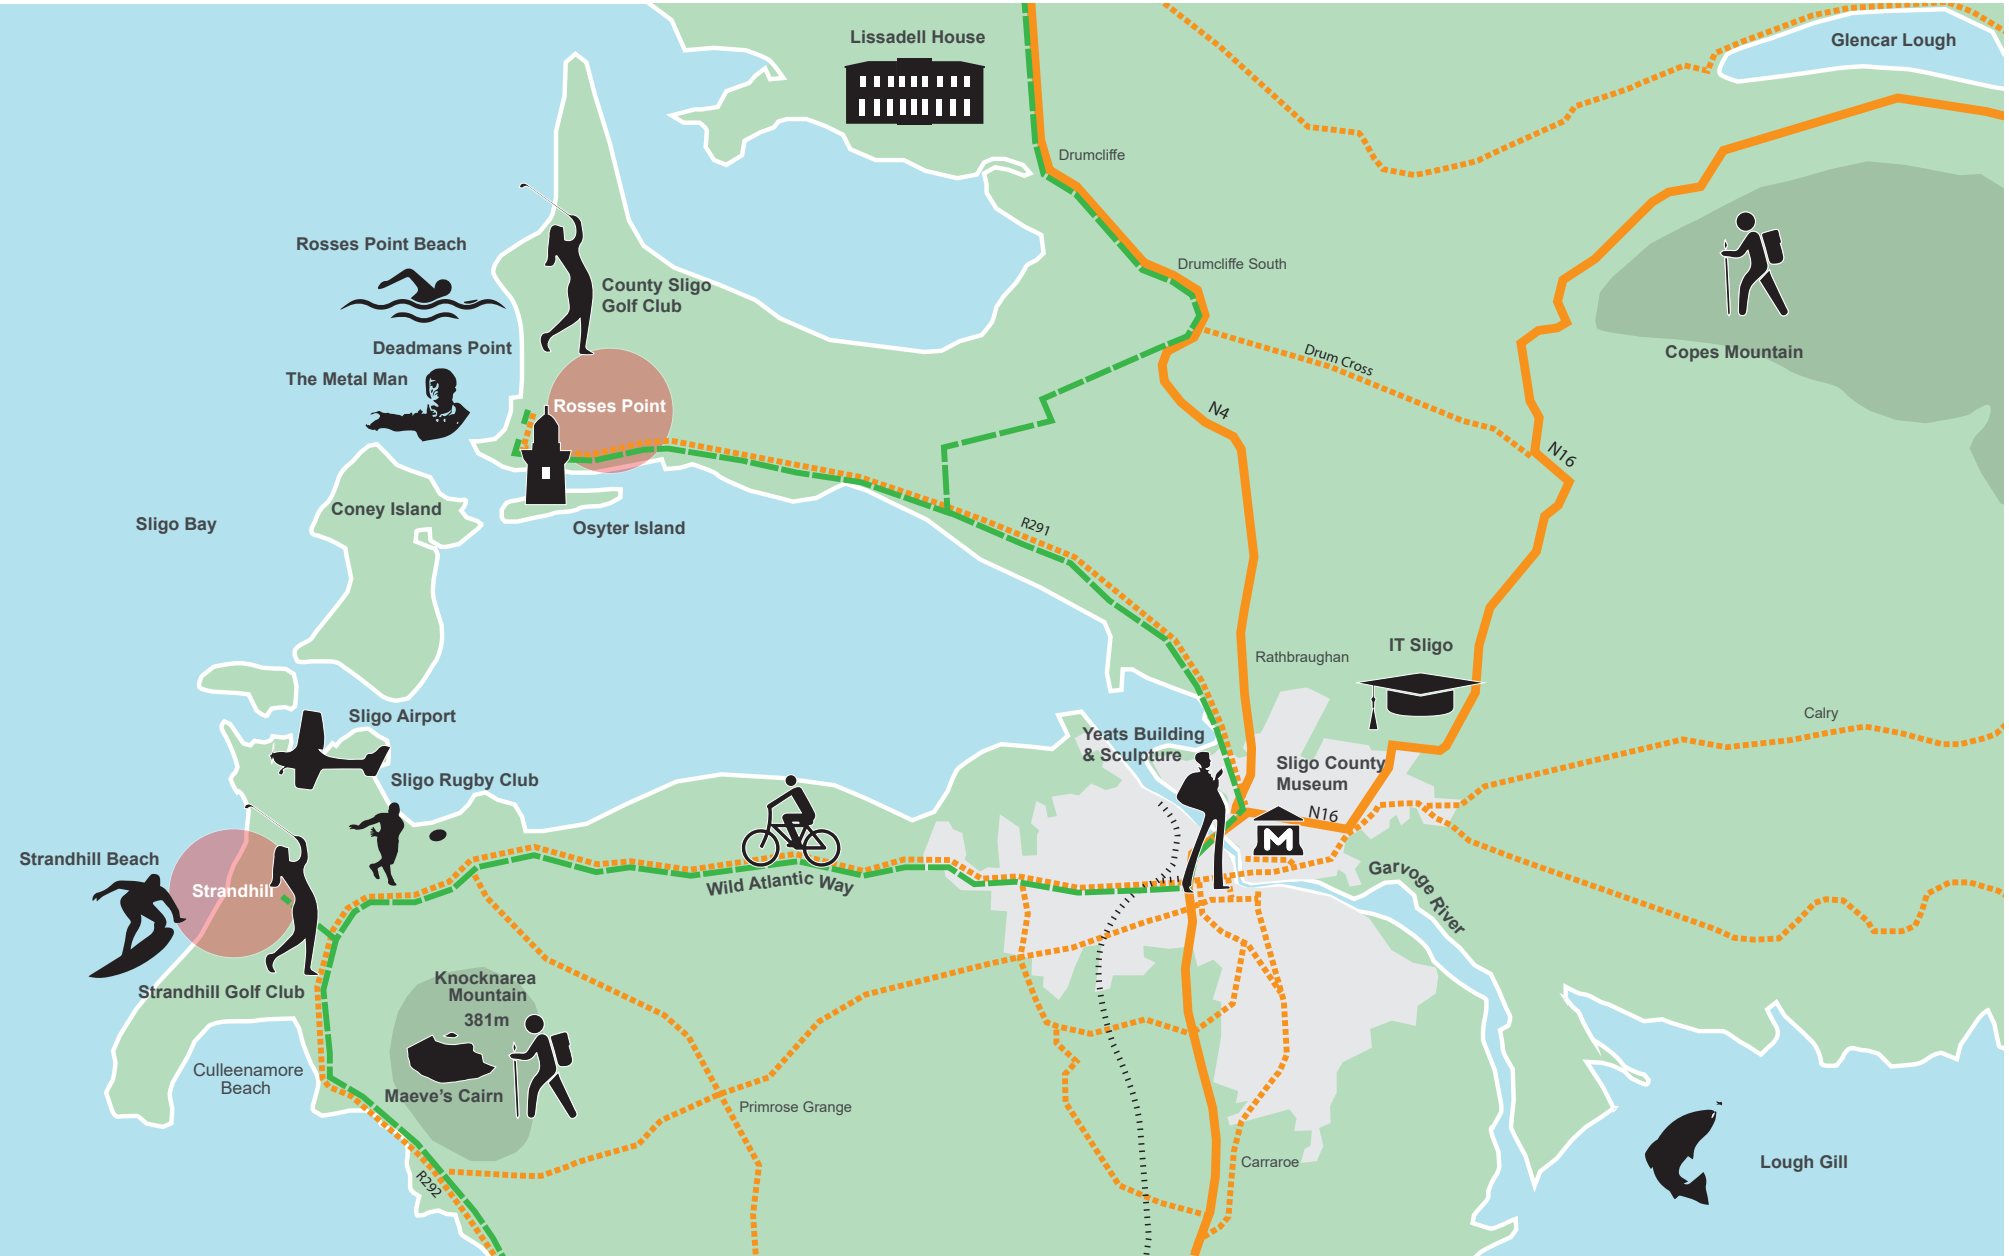 Lissadell House
Glencar Lough
Drumcliffe
Rosses Point Beach
Drumcliffe South
County Sligo
Golf Club
Deadmans Point
The Metal Man
Drum Cross
Copes Mountain
Rosses Point
N4
N16
Coney Island
Sligo Bay
Osyter Island
R291
IT Sligo
Rathbraughan
Sligo Airport
Calry
Yeats Building
& Sculpture
Sligo County
Museum
Sligo Rugby Club
N16
Strandhill Beach
Strandhill
Wild Atlantic Way
Garvoge River
Knocknarea
Mountain
381m
Strandhill Golf Club
Culleenamore
Beach
Maeve's Cairn
Primrose Grange
R292
Carraroe
Lough Gill
M